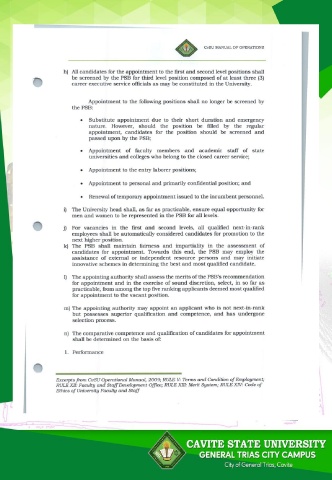 CvSU MANUAL OF OPERATIONS
h) All candidates for the appointment to the first and second level positions shall
be screened by the PSB for third level position composed of at least three (3)
career executive service officials as may be constituted in the University.
Appointment to the following positions shall no longer be screened by
the PSB:
• Substitute appointment due to their short duration and emergency
nature. However, should the position be filled by the regular
appointment, candidates for the position should be screened and
passed upon by the PSB;
• Appointment of faculty members and academic staff of state
universities and colleges who belong to the closed career service;
• Appointment to the entry laborer positions;
• Appointment to personal and primarily confidential position; and
• Renewal of temporary appointment issued to the incumbent personnel.
i) The University head shall, as far as practicable, ensure equal opportunity for
men and women to be represented in the PSB for all levels.
j) For vacancies in the first and second levels, all qualified next-in-rank
employees shall be automatically considered candidates for promotion to the
next higher position.
k) The PSB shall maintain fairness and impartiality in the assessment of
candidates for appointment. Towards this end, the PSB may employ the
assistance of external or independent resource persons and may initiate
innovative schemes in determining the best and most qualified candidate.
l) The appointing authority shall assess the merits of the PSB's recommendation
for appointment and in the exercise of sound discretion, select, in so far as
practicable, from among the top five ranking applicants deemed most qualified
for appointment to the vacant position.
m) The appointing authority may appoint an applicant who is not next-in-rank
but possesses superior qualification and competence, and has undergone
selection process.
n) The comparative competence and qualification of candidates for appointment
shall be determined on the basis of:
1. Performance
Excerpts from CvSU Operational Manual, 2009; RULE V: Terms and Condition of Employment;
RULE XII: Faculty and Staff Development Office; RULE XIII: Merit System; RULE XIV: Code of
Ethics of University Faculty and Staff
CAVITE STATE UNIVERSITY
GENERAL TRIAS CITY CAMPUS
City of General Trias, Cavite